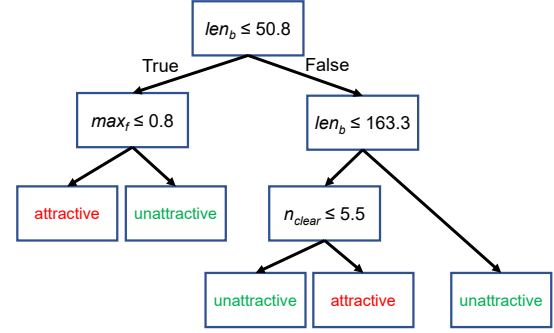 len_b ≤ 50.8
True
False
max_f ≤ 0.8
len_b ≤ 163.3
attractive
unattractive
n_clear ≤ 5.5
unattractive
attractive
unattractive